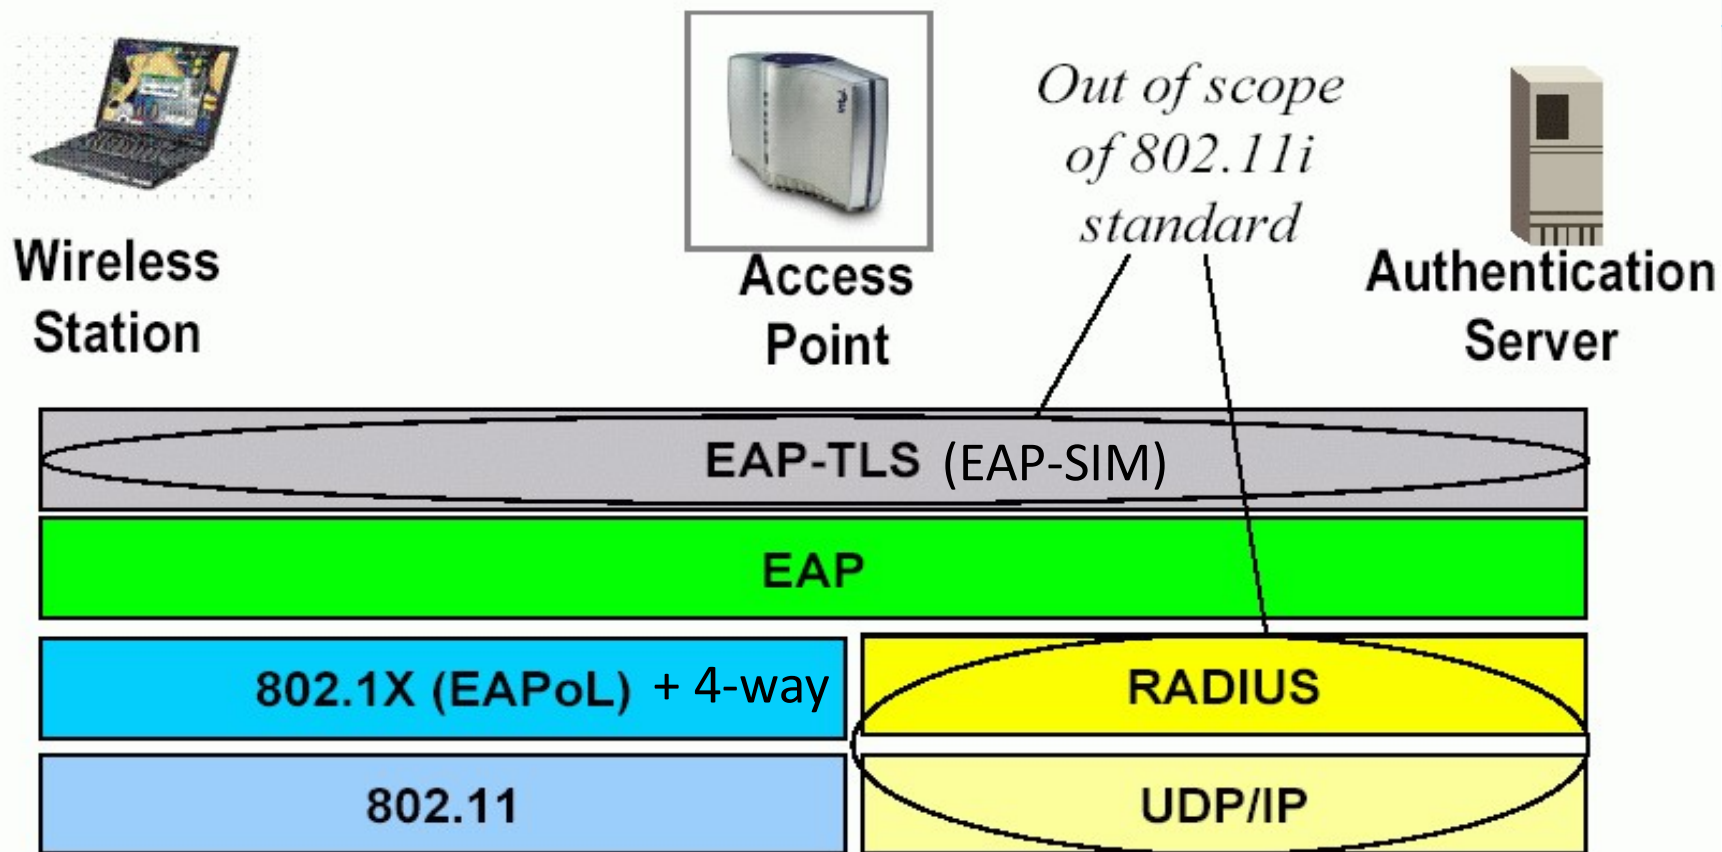 Out of scope
of 802.11i
standard
Wireless
Station
Access
Point
Authentication
Server
EAP-TLS (EAP-SIM)
EAP
802.1X (EAPoL) + 4-way
RADIUS
802.11
UDP/IP